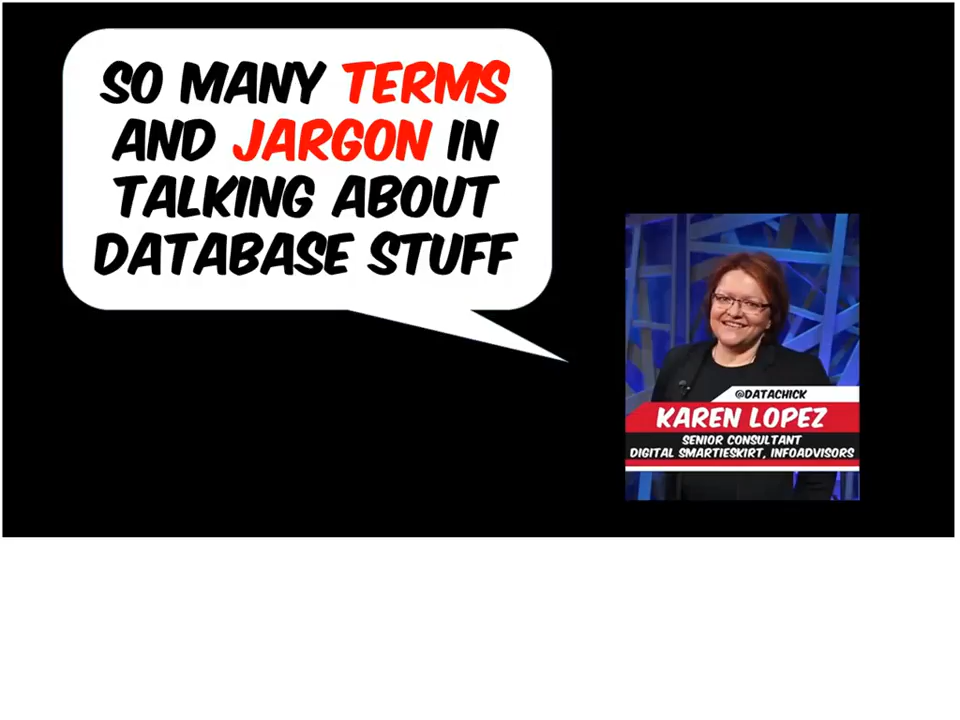 SO MANY TERMS
AND JARGON IN
TALKING ABOUT
DATABASE STUFF
@DATACHICK
KAREN LOPEZ
SENIOR CONSULTANT
DIGITAL SMARTIESKIRT, INFOADVISORS